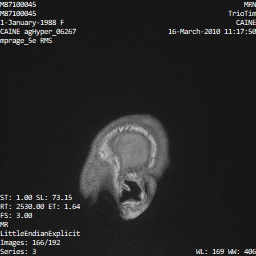 M87100045
M87100045
1-January-1988 F
CAINE agHyper_06267
mprage_5e RMS
MRN
TrioTim
CAINE
16-March-2010 11:17:50
ST: 1.00 SL: 73.15
RT: 2530.00 ET: 1.64
FS: 3.00
MR
LittleEndianExplicit
Images: 166/192
Series: 3
WL: 169 WW: 406